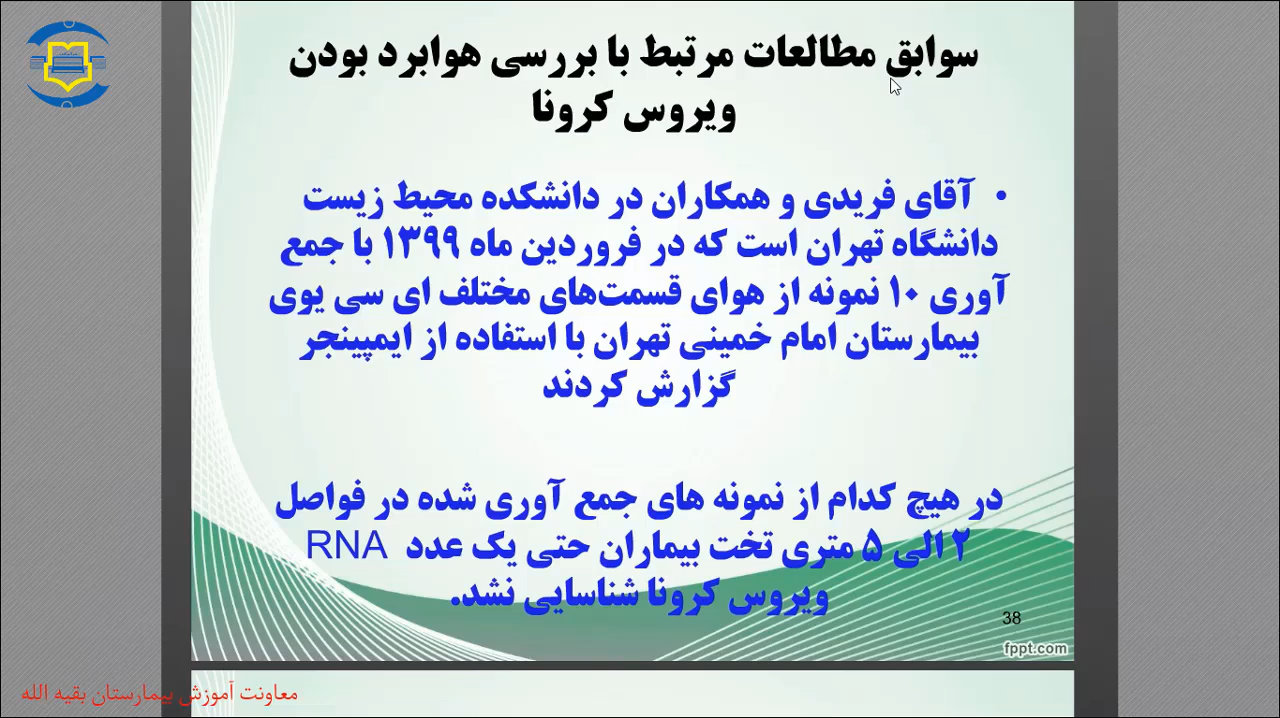 سوابق مطالعات مرتبط با بررسی هوابرد بودن
ویروس کرونا
• آقای فریدی و همکاران در دانشکده محیط زیست
دانشگاه تهران است که در فروردین ماه ۱۳۹۹ با جمع
آوری ۱۰ نمونه از هوای قسمت‌های مختلف ای سی یوی
بیمارستان امام خمینی تهران با استفاده از ایمپینجر
گزارش کردند
در هیچ کدام از نمونه های جمع آوری شده در فواصل
۲ الی ۵ متری تخت بیماران حتی یک عدد RNA
ویروس کرونا شناسایی نشد.
38
fppt.com
معاونت آموزش بیمارستان بقیه الله